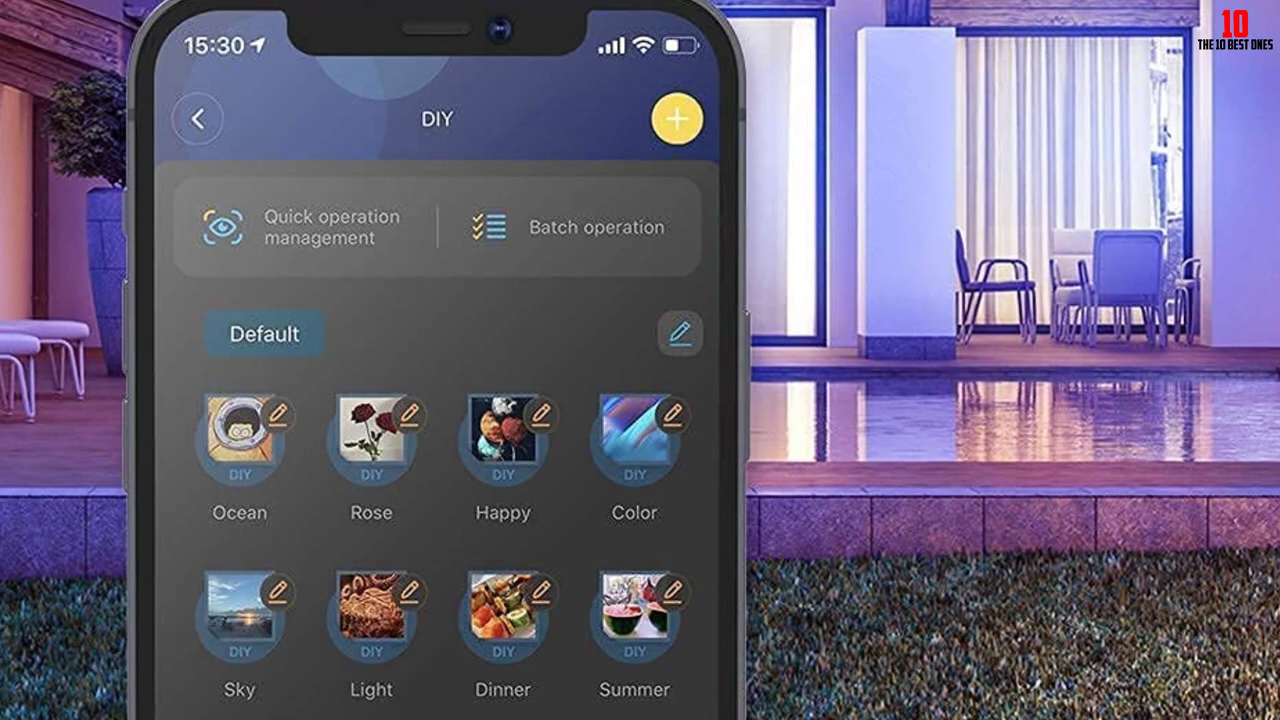 15:30
10
THE 10 BEST ONES
DIY
Quick operation
management
Batch operation
Default
DIY
DIY
DIY
DIY
Ocean
Rose
Happy
Color
DIY
DIY
DIY
DIY
Sky
Light
Dinner
Summer